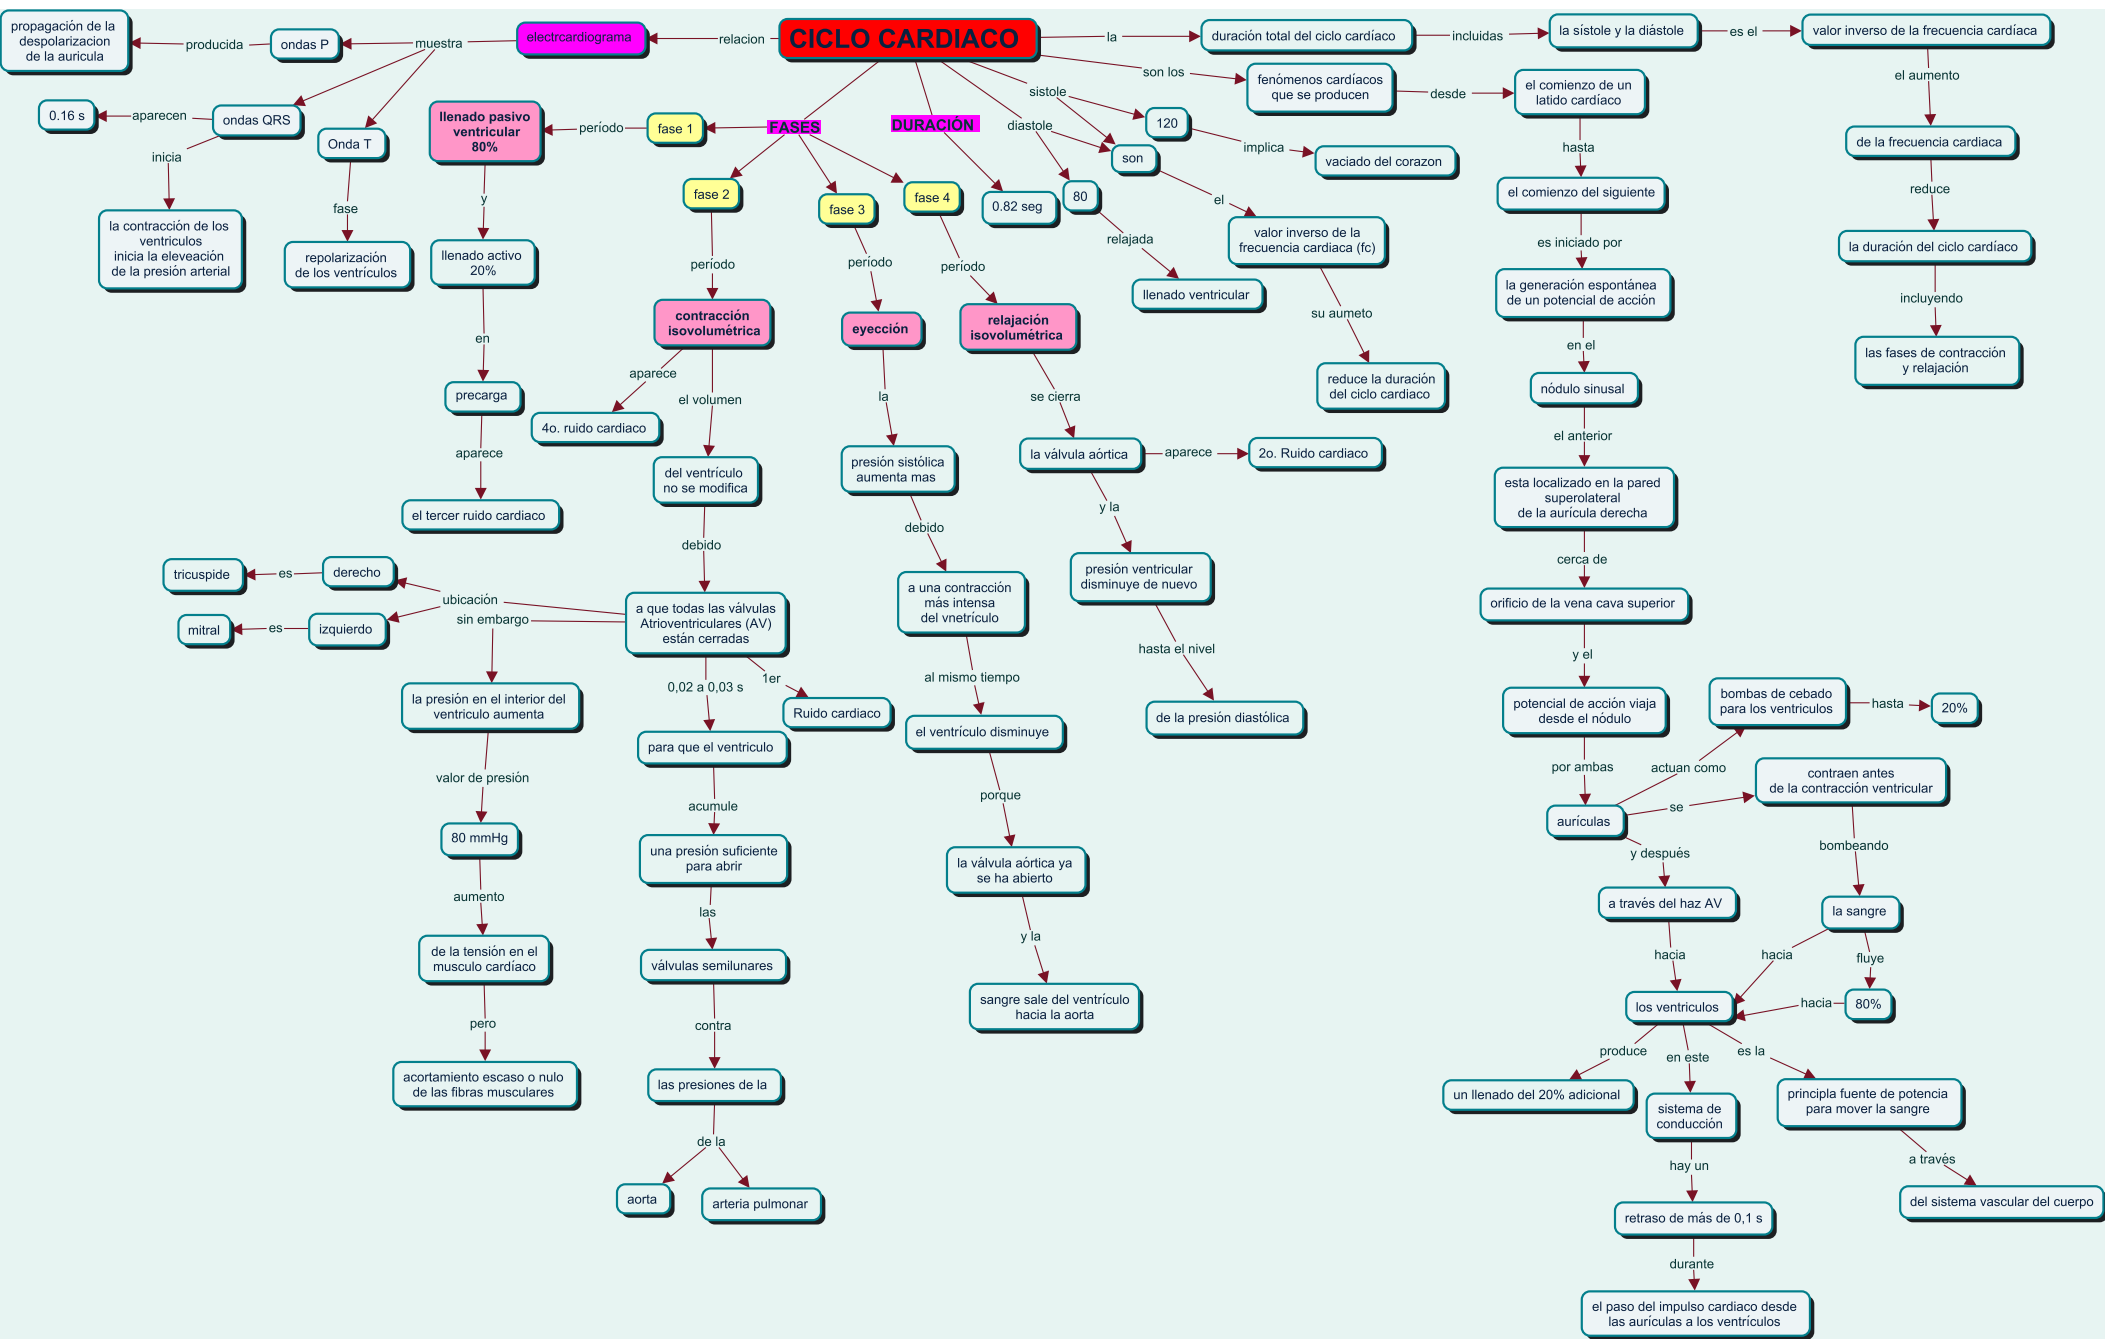 propagación de la
despolarizacion
de la auricula
producida
ondas P
muestra
electrcardiograma
relacion
CICLO CARDIACO
la
duración total del ciclo cardíaco
incluidas
la sístole y la diástole
es el
valor inverso de la frecuencia cardíaca
son los
fenómenos cardíacos
que se producen
desde
el comienzo de un
latido cardíaco
el aumento
0.16 s
aparecen
ondas QRS
inicia
Onda T
fase
la contracción de los
ventriculos
inicia la eleveación
de la presión arterial
repolarización
de los ventrículos
llenado pasivo
ventricular
80%
período
fase 1
FASES
DURACIÓN
sistole
diastole
120
implica
vaciado del corazon
son
el
valor inverso de la
frecuencia cardiaca (fc)
su aumeto
reduce la duración
del ciclo cardiaco
80
relajada
llenado ventricular
0.82 seg
fase 2
fase 3
fase 4
y
llenado activo
20%
en
precarga
aparece
el tercer ruido cardiaco
período
contracción
isovolumétrica
aparece
4o. ruido cardiaco
el volumen
del ventrículo
no se modifica
debido
a que todas las válvulas
Atrioventriculares (AV)
están cerradas
ubicación
derecho
es
tricuspide
izquierdo
es
mitral
sin embargo
la presión en el interior del
ventriculo aumenta
valor de presión
80 mmHg
aumento
de la tensión en el
musculo cardíaco
pero
acortamiento escaso o nulo
de las fibras musculares
0,02 a 0,03 s
1er
Ruido cardiaco
para que el ventriculo
acumule
una presión suficiente
para abrir
las
válvulas semilunares
contra
las presiones de la
de la
aorta
arteria pulmonar
período
eyección
la
presión sistólica
aumenta mas
debido
a una contracción
más intensa
del vnetrículo
al mismo tiempo
el ventrículo disminuye
porque
la válvula aórtica ya
se ha abierto
y la
sangre sale del ventrículo
hacia la aorta
período
relajación
isovolumétrica
se cierra
la válvula aórtica
aparece
2o. Ruido cardiaco
y la
presión ventricular
disminuye de nuevo
hasta el nivel
de la presión diastólica
hasta
el comienzo del siguiente
es iniciado por
la generación espontánea
de un potencial de acción
en el
nódulo sinusal
el anterior
esta localizado en la pared
superolateral
de la aurícula derecha
cerca de
orificio de la vena cava superior
y el
potencial de acción viaja
desde el nódulo
por ambas
aurículas
actuan como
bombas de cebado
para los ventriculos
hasta
20%
se
contraen antes
de la contracción ventricular
bombeando
la sangre
hacia
fluye
80%
hacia
y después
a través del haz AV
hacia
los ventriculos
produce
un llenado del 20% adicional
en este
sistema de
conducción
hay un
retraso de más de 0,1 s
durante
el paso del impulso cardiaco desde
las aurículas a los ventrículos
es la
principla fuente de potencia
para mover la sangre
a través
del sistema vascular del cuerpo
de la frecuencia cardiaca
reduce
la duración del ciclo cardíaco
incluyendo
las fases de contracción
y relajación